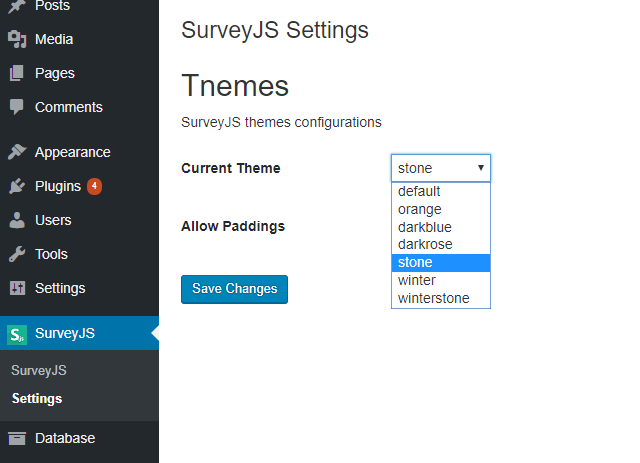 Posts
Media
Pages
Comments
Appearance
Plugins 4
Users
Tools
Settings
S JS SurveyJS
SurveyJS
Settings
Database
SurveyJS Settings
Tnemes
SurveyJS themes configurations
Current Theme stone
default
orange
darkblue
darkrose
stone
winter
winterstone
Allow Paddings
Save Changes